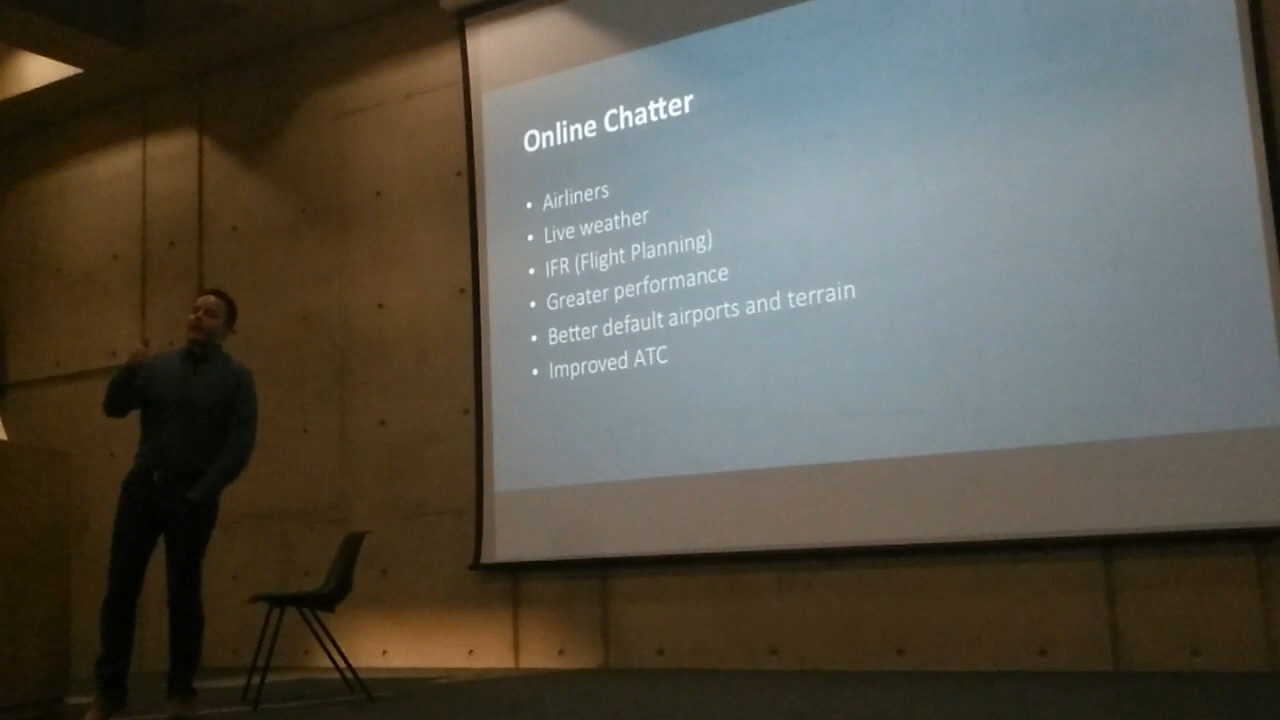 Online Chatter
• Airliners
• Live weather
• IFR (Flight Planning)
• Greater performance
• Better default airports and terrain
• Improved ATC